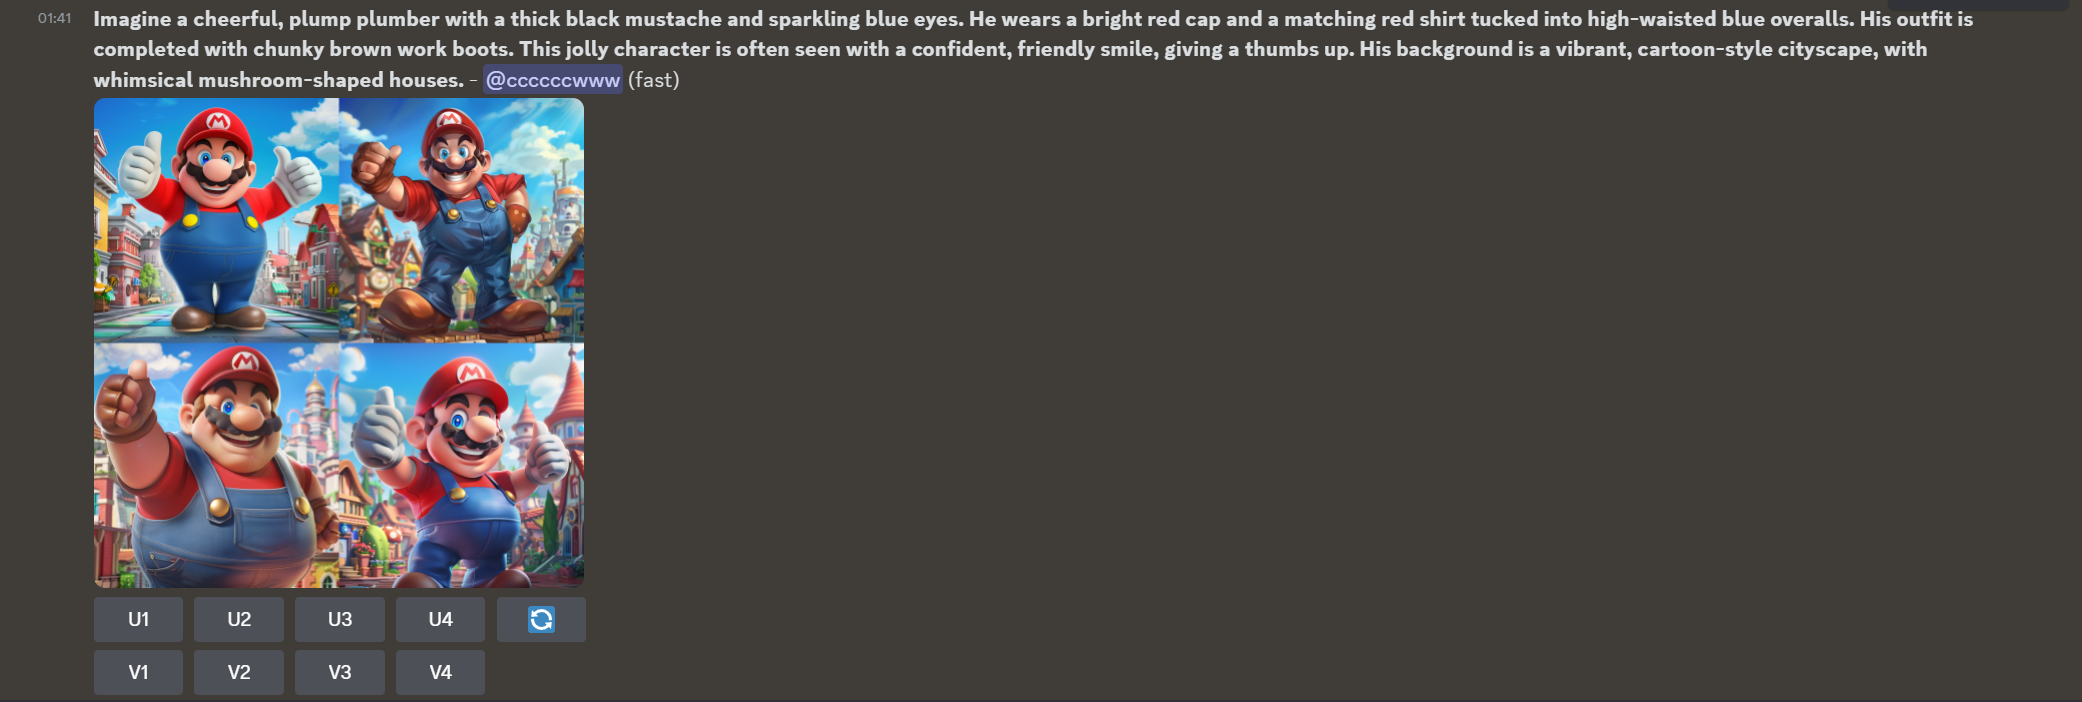 01:41 Imagine a cheerful, plump plumber with a thick black mustache and sparkling blue eyes. He wears a bright red cap and a matching red shirt tucked into high-waisted blue overalls. His outfit is
completed with chunky brown work boots. This jolly character is often seen with a confident, friendly smile, giving a thumbs up. His background is a vibrant, cartoon-style cityscape, with
whimsical mushroom-shaped houses. - @ccccccwww (fast)
M M
M M
U1 U2 U3 U4
V1 V2 V3 V4